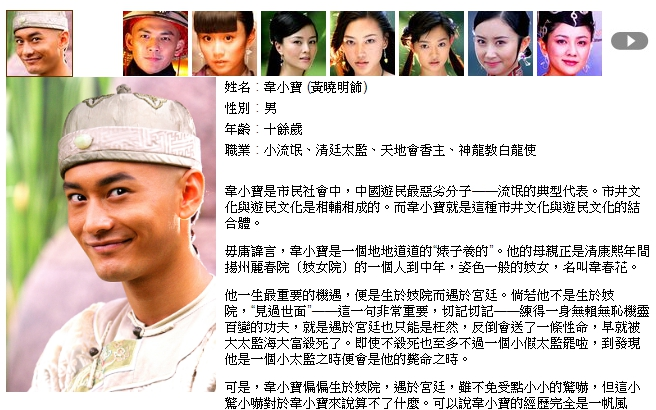 姓名︰韋小寶 (黃曉明飾)
性別︰男
年齡︰十餘歲
職業︰小流氓、清廷太監、天地會香主、神龍教白龍使
韋小寶是市民社會中，中國遊民最惡劣分子——流氓的典型代表。市井文
化與遊民文化是相輔相成的。而韋小寶就是這種市井文化與遊民文化的結
合體。
毋庸諱言，韋小寶是一個地地道道的“婊子養的”。他的母親正是清康熙年間
揚州麗春院〔妓女院〕的一個人到中年，姿色一般的妓女，名叫韋春花。
他一生最重要的機遇，便是生於妓院而遇於宮廷。倘若他不是生於妓
院，“見過世面”——這一句非常重要，切記切記——練得一身無賴無恥機靈
百變的功夫，就是遇於宮廷也只能是枉然，反倒會送了一條性命，早就被
大太監海大富殺死了。即使不殺死也至多不過一個小假太監罷啦，到發現
他是一個小太監之時便會是他的斃命之時。
可是，韋小寶偏偏生於妓院，遇於宮廷，雖不免受點小小的驚嚇，但這小
驚小嚇對於韋小寶來說算不了什麼。可以說韋小寶的經歷完全是一帆風